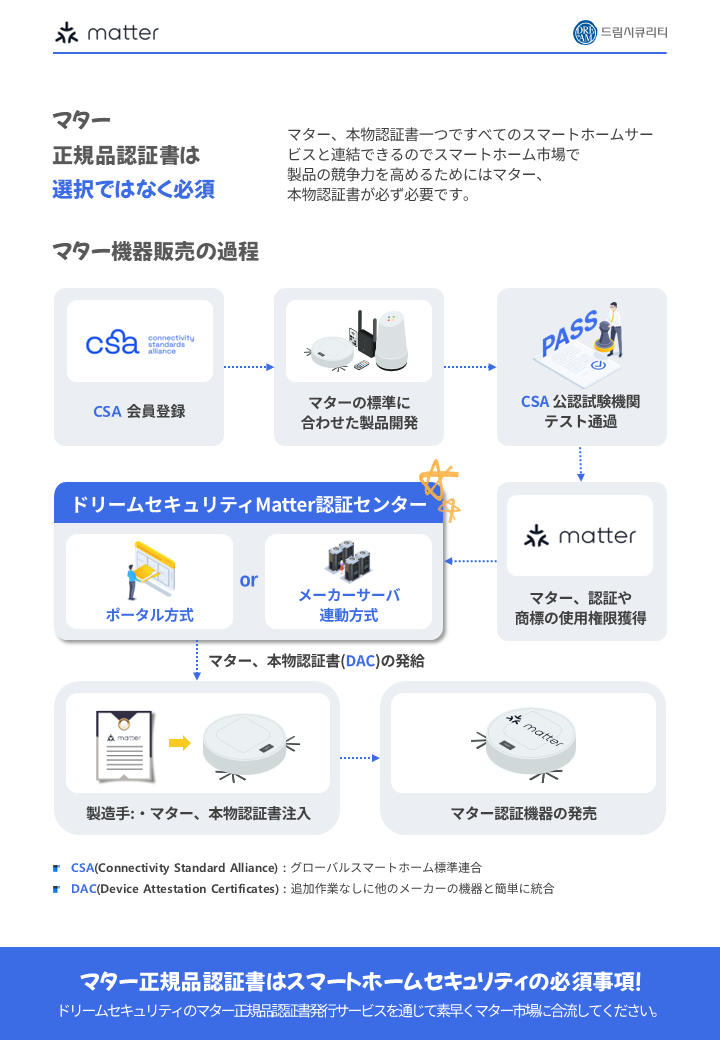 matter
드림시큐리티
マター
正規品認証書は
選択ではなく必須
マター、本物認証書一つですべてのスマートホームサー
ビスと連結できるのでスマートホーム市場で
製品の競争力を高めるためにはマター、
本物認証書が必ず必要です。
マター機器販売の過程
csa connectivity
standards
alliance
CSA 会員登録
マターの標準に
合わせた製品開発
PASS
CSA 公認試験機関
テスト通過
ドリームセキュリティMatter認証センター
ポータル方式
or
メーカーサーバ
連動方式
matter
マター、認証や
商標の使用権限獲得
マター、本物認証書(DAC)の発給
matter
製造手:・マター、本物認証書注入
matter
マター認証機器の発売
CSA(Connectivity Standard Alliance) : グローバルスマートホーム標準連合
DAC(Device Attestation Certificates) : 追加作業なしに他のメーカーの機器と簡単に統合
マター正規品認証書はスマートホームセキュリティの必須事項!
ドリームセキュリティのマター正規品認証書発行サービスを通じて素早くマター市場に合流してください。